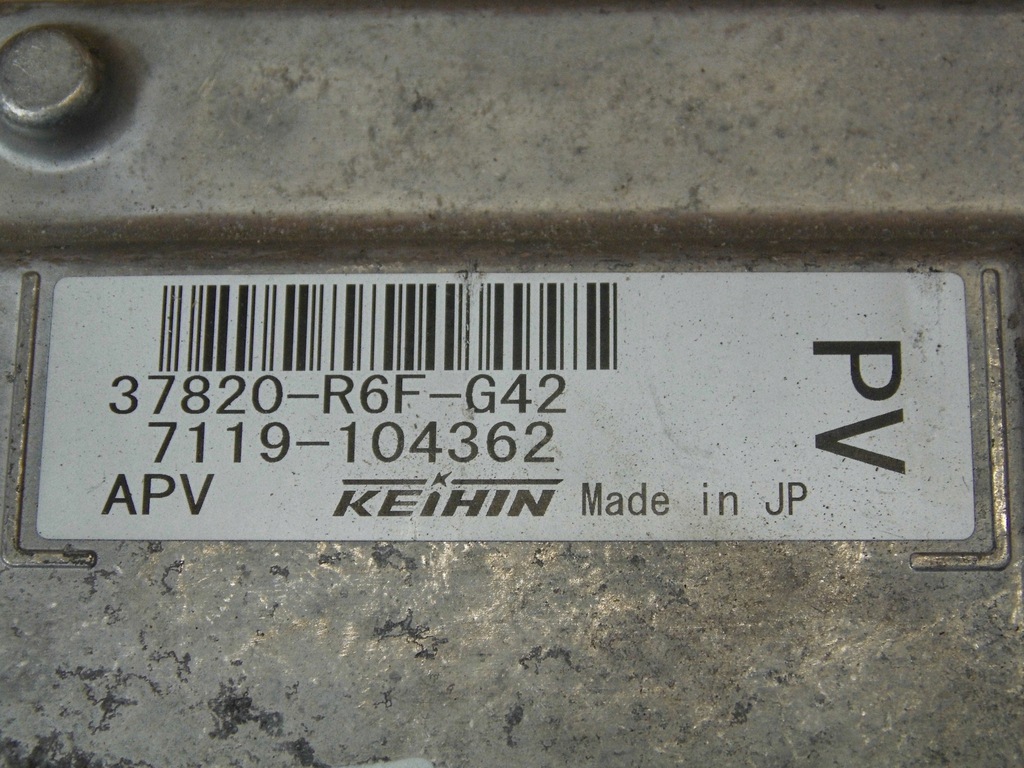 37820-R6F-G42
7119-104362
APV
KEIHIN
Made in JP
PV